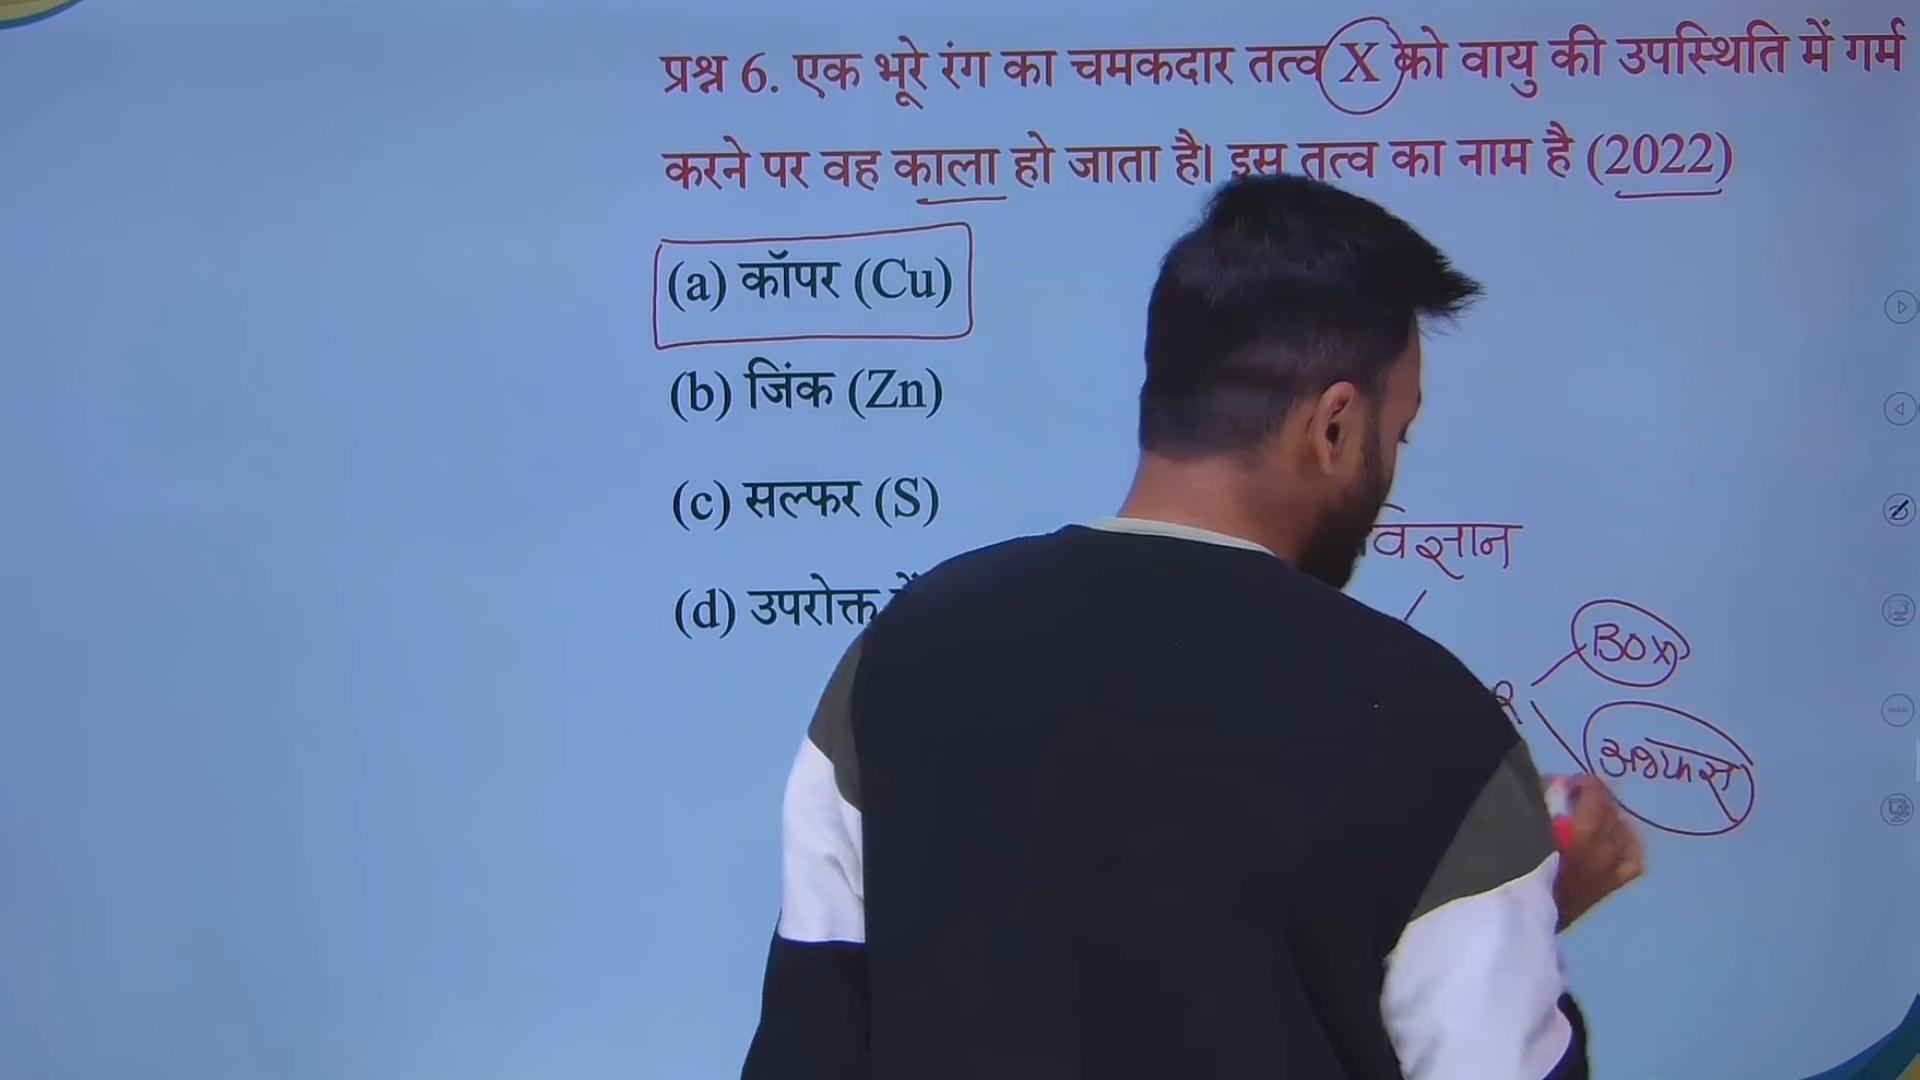 प्रश्न 6. एक भूरे रंग का चमकदार तत्व X को वायु की उपस्थिति में गर्म
करने पर वह काला हो जाता है। इस तत्व का नाम है (2022)
(a) कॉपर (Cu)
(b) जिंक (Zn)
(c) सल्फर (S)
(d) उपरोक्त में
विज्ञान
Box